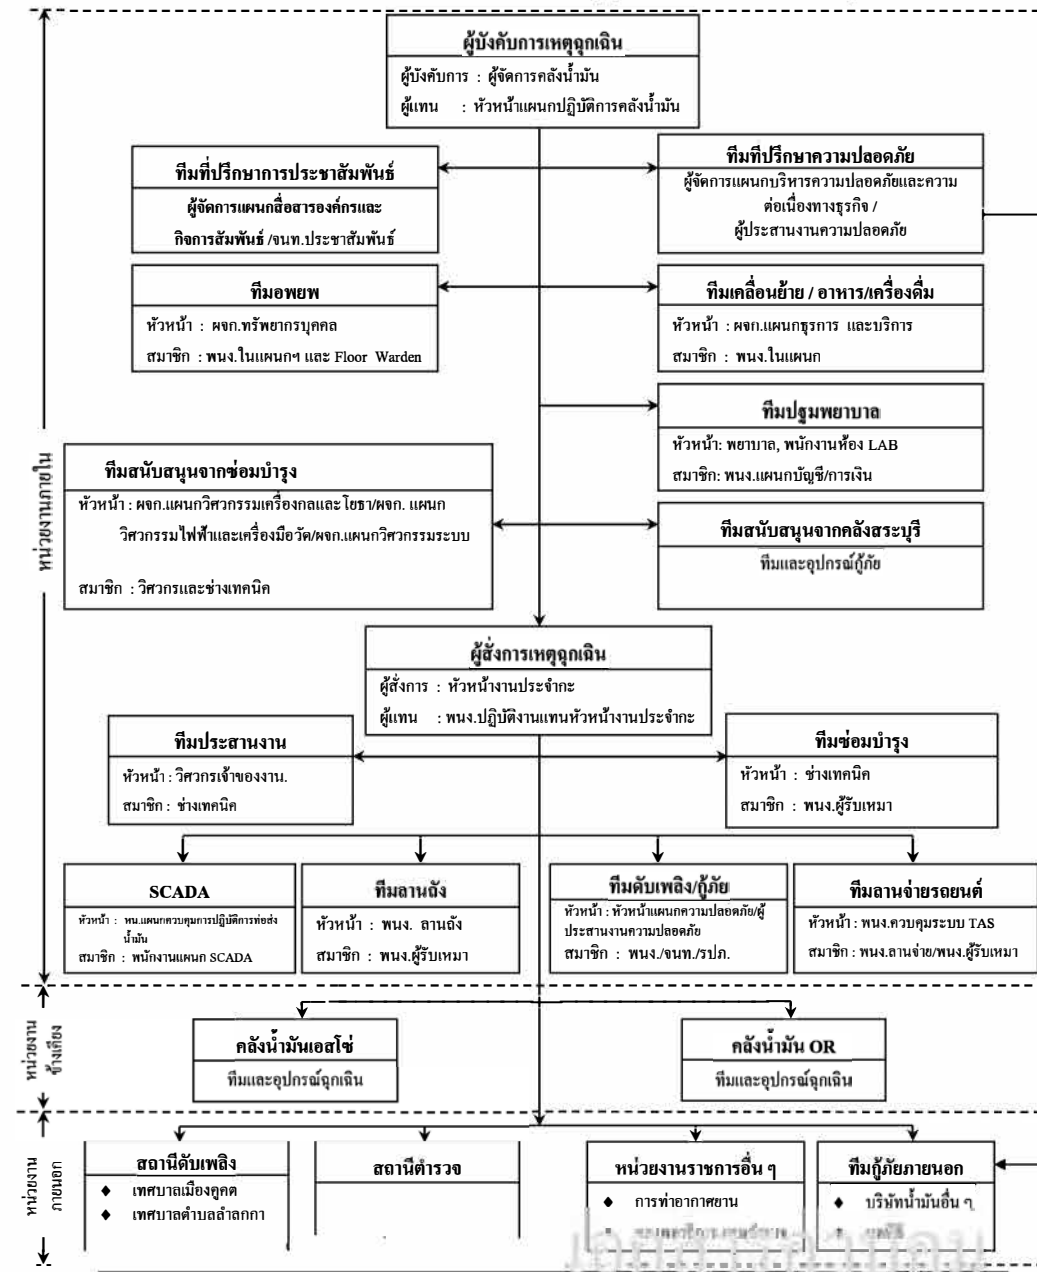 ผู้บังคับการเหตุฉุกเฉิน
ผู้บังคับการ : ผู้จัดการคลังน้ำมัน
ผู้แทน : หัวหน้าแผนกปฏิบัติการคลังน้ำมัน
ทีมที่ปรึกษาการประชาสัมพันธ์
ผู้จัดการแผนกสื่อสารองค์กรและ
กิจการสัมพันธ์ /จนท.ประชาสัมพันธ์
ทีมที่ปรึกษาความปลอดภัย
ผู้จัดการแผนกบริหารความปลอดภัยและความ
ต่อเนื่องทางธุรกิจ /
ผู้ประสานงานความปลอดภัย
ทีมอพยพ
หัวหน้า : ผจก.ทรัพยากรบุคคล
สมาชิก : พนง.ในแผนกฯ และ Floor Warden
ทีมเคลื่อนย้าย / อาหาร/เครื่องดื่ม
หัวหน้า : ผจก.แผนกธุรการ และบริการ
สมาชิก : พนง.ในแผนก
ทีมปฐมพยาบาล
หัวหน้า: พยาบาล, พนักงานห้อง LAB
สมาชิก: พนง.แผนกบัญชี/การเงิน
หน่วยงานภายใน
ทีมสนับสนุนจากซ่อมบำรุง
หัวหน้า : ผจก.แผนกวิศวกรรมเครื่องกลและโยธา/ผจก. แผนก
วิศวกรรมไฟฟ้าและเครื่องมือวัด/ผจก.แผนกวิศวกรรมระบบ
สมาชิก : วิศวกรและช่างเทคนิค
ทีมสนับสนุนจากคลังสระบุรี
ทีมและอุปกรณ์กู้ภัย
ผู้สั่งการเหตุฉุกเฉิน
ผู้สั่งการ : หัวหน้างานประจำกะ
ผู้แทน : พนง.ปฏิบัติงานแทนหัวหน้างานประจำกะ
ทีมประสานงาน
หัวหน้า : วิศวกรเจ้าของงาน.
สมาชิก : ช่างเทคนิค
ทีมซ่อมบำรุง
หัวหน้า : ช่างเทคนิค
สมาชิก : พนง.ผู้รับเหมา
SCADA
หัวหน้า : หน.แผนกควบคุมการปฏิบัติการท่อส่ง
น้ำมัน
สมาชิก : พนักงานแผนก SCADA
ทีมลานถัง
หัวหน้า : พนง. ลานถัง
สมาชิก : พนง.ผู้รับเหมา
ทีมดับเพลิง/กู้ภัย
หัวหน้า : หัวหน้าแผนกความปลอดภัย/ผู้
ประสานงานความปลอดภัย
สมาชิก : พนง./จนท./รปภ.
ทีมลานจ่ายรถยนต์
หัวหน้า : พนง.ควบคุมระบบ TAS
สมาชิก : พนง.ลานจ่าย/พนง.ผู้รับเหมา
หน่วยงาน
ข้างเคียง
คลังน้ำมันเอสโซ่
ทีมและอุปกรณ์ฉุกเฉิน
คลังน้ำมัน OR
ทีมและอุปกรณ์ฉุกเฉิน
หน่วยงาน
ภายนอก
สถานีดับเพลิง
♦ เทศบาลเมืองคูคต
♦ เทศบาลตำบลลำลูกกา
สถานีตำรวจ
หน่วยงานราชการอื่น ๆ
♦ การท่าอากาศยาน
ทีมกู้ภัยภายนอก
♦ บริษัทน้ำมันอื่น ๆ